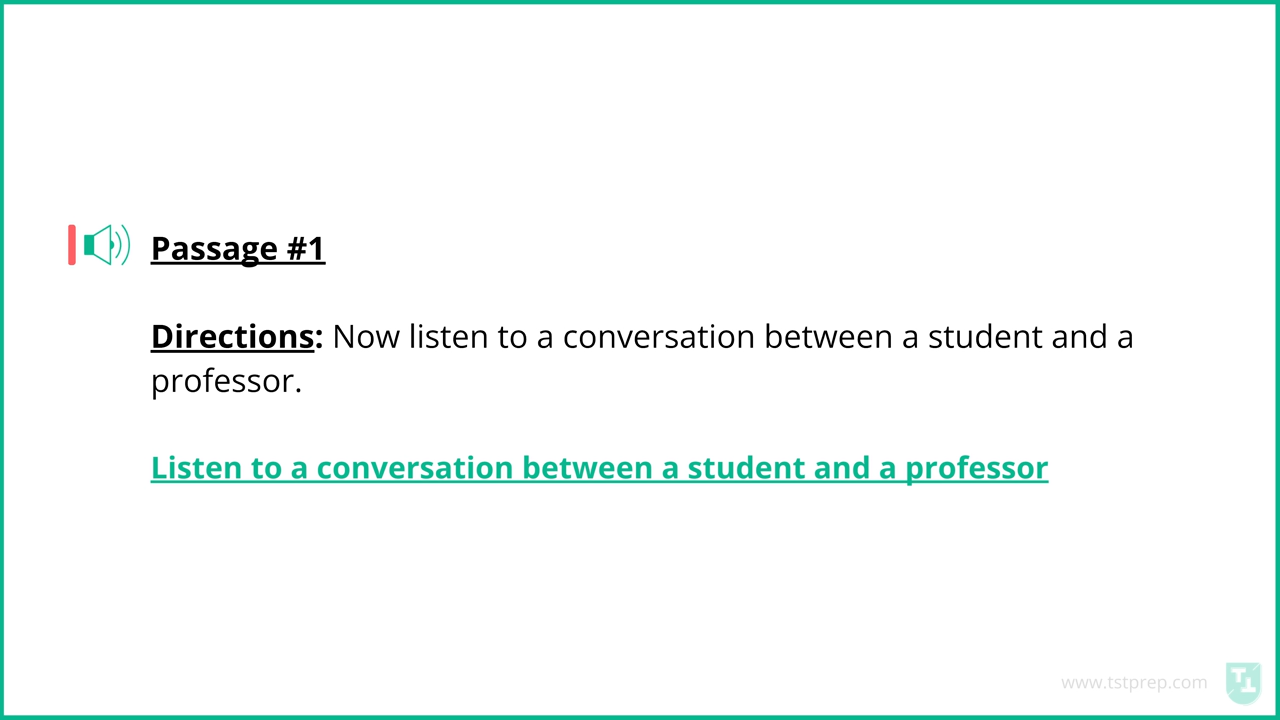 Passage #1
Directions: Now listen to a conversation between a student and a
professor.
Listen to a conversation between a student and a professor
www.tstprep.com